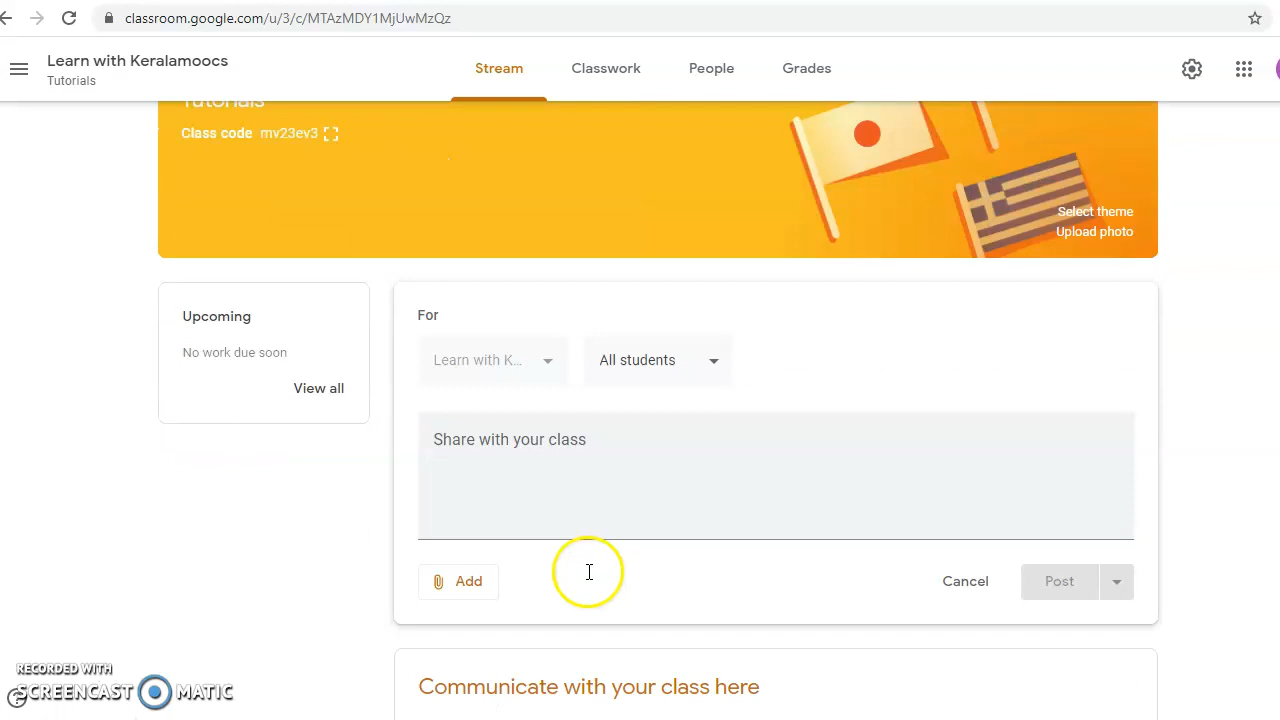 classroom.google.com/u/3/c/MTAzMDY1MjUwMzQz
Learn with Keralamoocs
Tutorials
Stream
Classwork
People
Grades
Tutorials
Class code mv23ev3
Select theme
Upload photo
Upcoming
No work due soon
View all
For
Learn with K...
All students
Share with your class
Add
Cancel
Post
Communicate with your class here
RECORDED WITH
SCREENCAST MATIC